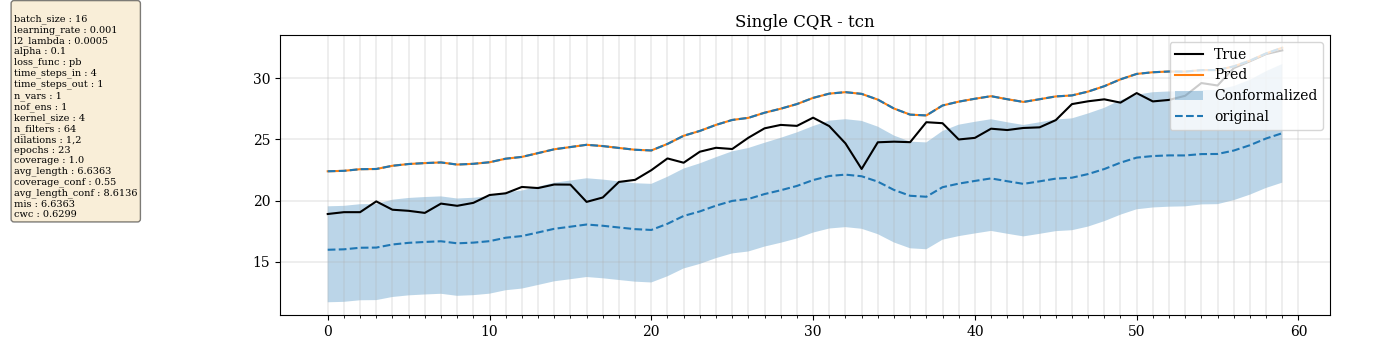 batch_size : 16
learning_rate : 0.001
l2_lambda : 0.0005
alpha : 0.1
loss_func : pb
time_steps_in : 4
time_steps_out : 1
n_vars : 1
nof_ens : 1
kernel_size : 4
n_filters : 64
dilations : 1,2
epochs : 23
coverage : 1.0
avg_length : 6.6363
coverage_conf : 0.55
avg_length_conf : 8.6136
mis : 6.6363
cwc : 0.6299
Single CQR - tcn
True
Pred
Conformalized
original
30
25
20
15
0 10 20 30 40 50 60